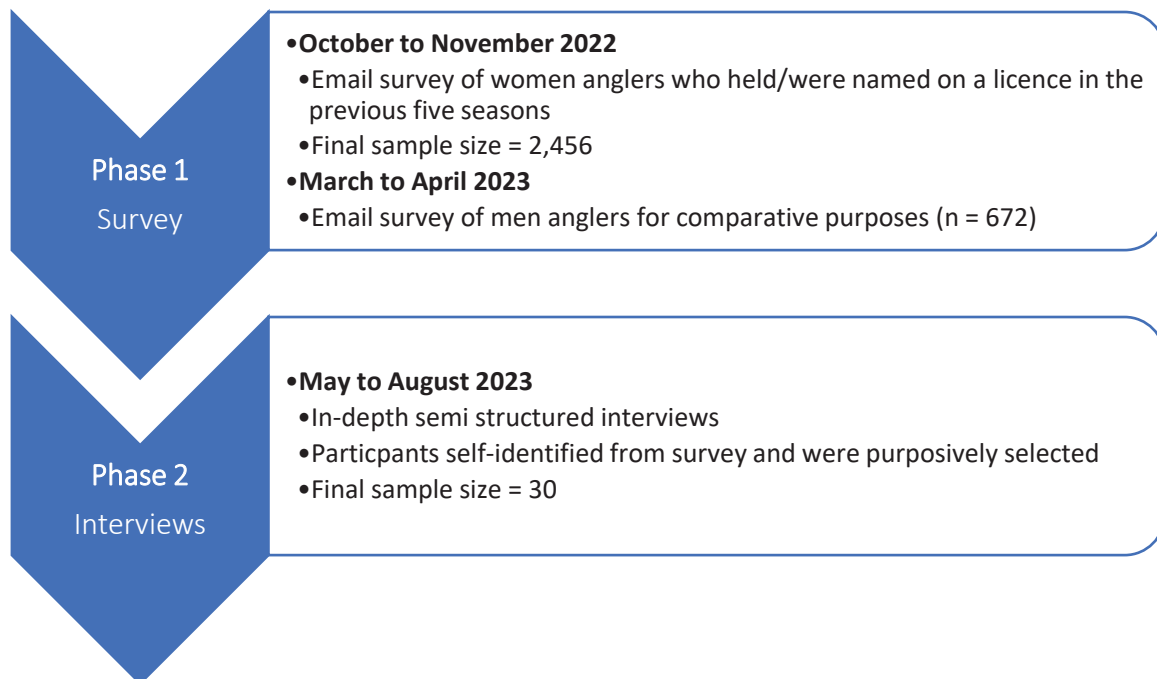 Phase 1
Survey
•October to November 2022
•Email survey of women anglers who held/were named on a licence in the
previous five seasons
•Final sample size = 2,456
•March to April 2023
•Email survey of men anglers for comparative purposes (n = 672)
Phase 2
Interviews
•May to August 2023
•In-depth semi structured interviews
•Particpants self-identified from survey and were purposively selected
•Final sample size = 30